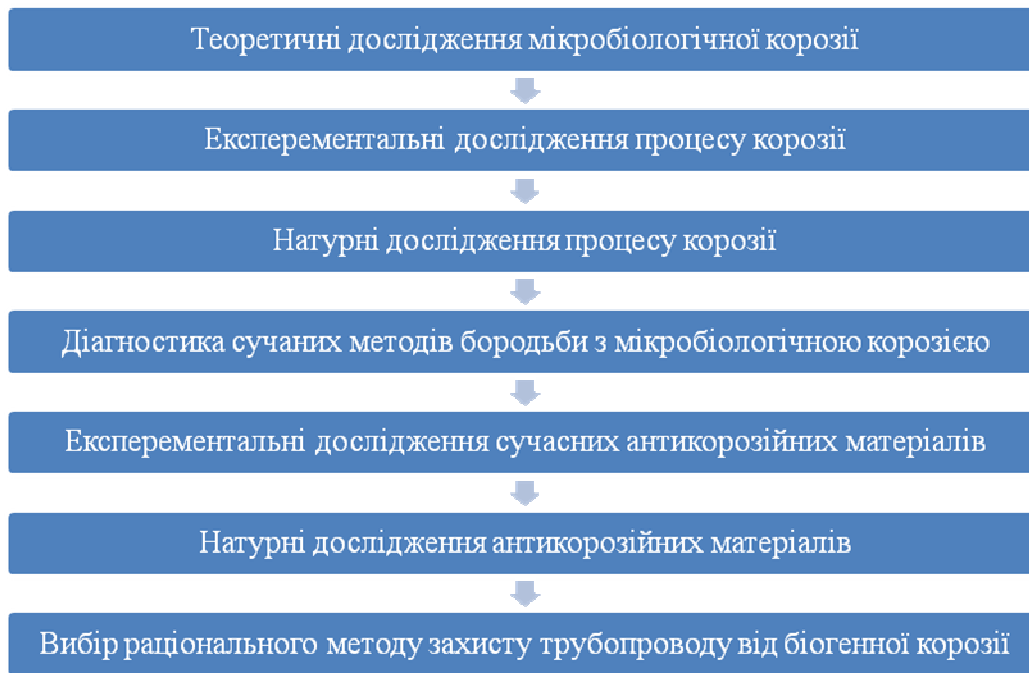 Теоретичні дослідження мікробіологічної корозії
Експерементальні дослідження процесу корозії
Натурні дослідження процесу корозії
Діагностика сучаних методів бородьби з мікробіологічною корозією
Експерементальні дослідження сучасних антикорозійних матеріалів
Натурні дослідження антикорозійних матеріалів
Вибір раціонального методу захисту трубопроводу від біогенної корозії